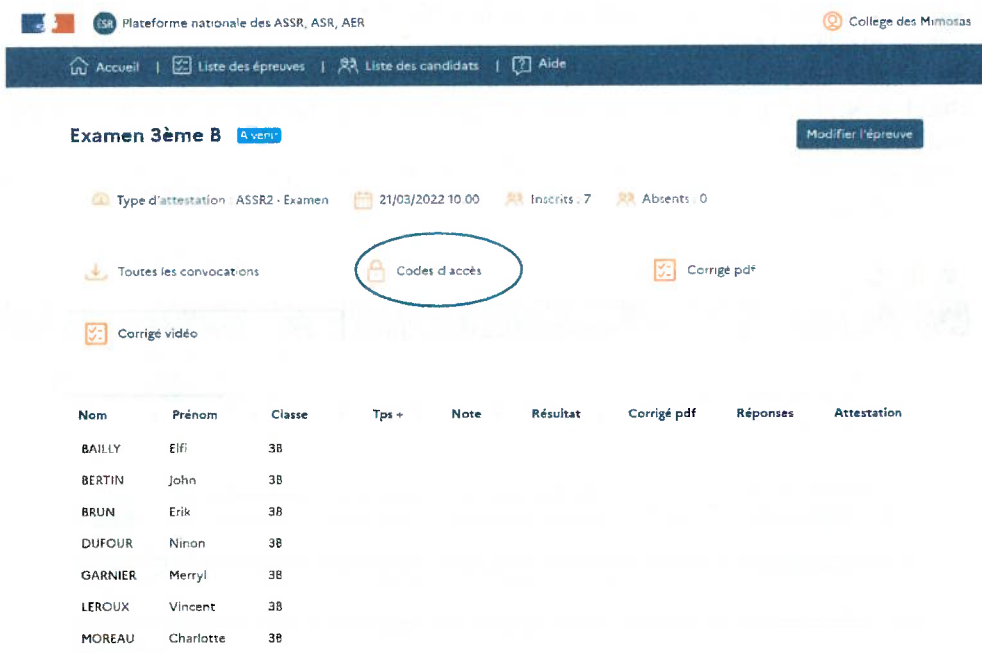 ESR Plateforme nationale des ASSR, ASR, AER College des Mimosas
Accueil | Liste des épreuves | Liste des candidats | ? Aide
Examen 3ème B A venir Modifier l'épreuve
Type d'attestation : ASSR2 - Examen 21/03/2022 10:00 Inscrits : 7 Absents : 0
Toutes les convocations Codes d'accès Corrigé pdf
Corrigé vidéo
Nom Prénom Classe Tps + Note Résultat Corrigé pdf Réponses Attestation
BAILLY Elfi 3B
BERTIN John 3B
BRUN Erik 3B
DUFOUR Ninon 3B
GARNIER Merryl 3B
LEROUX Vincent 3B
MOREAU Charlotte 3B